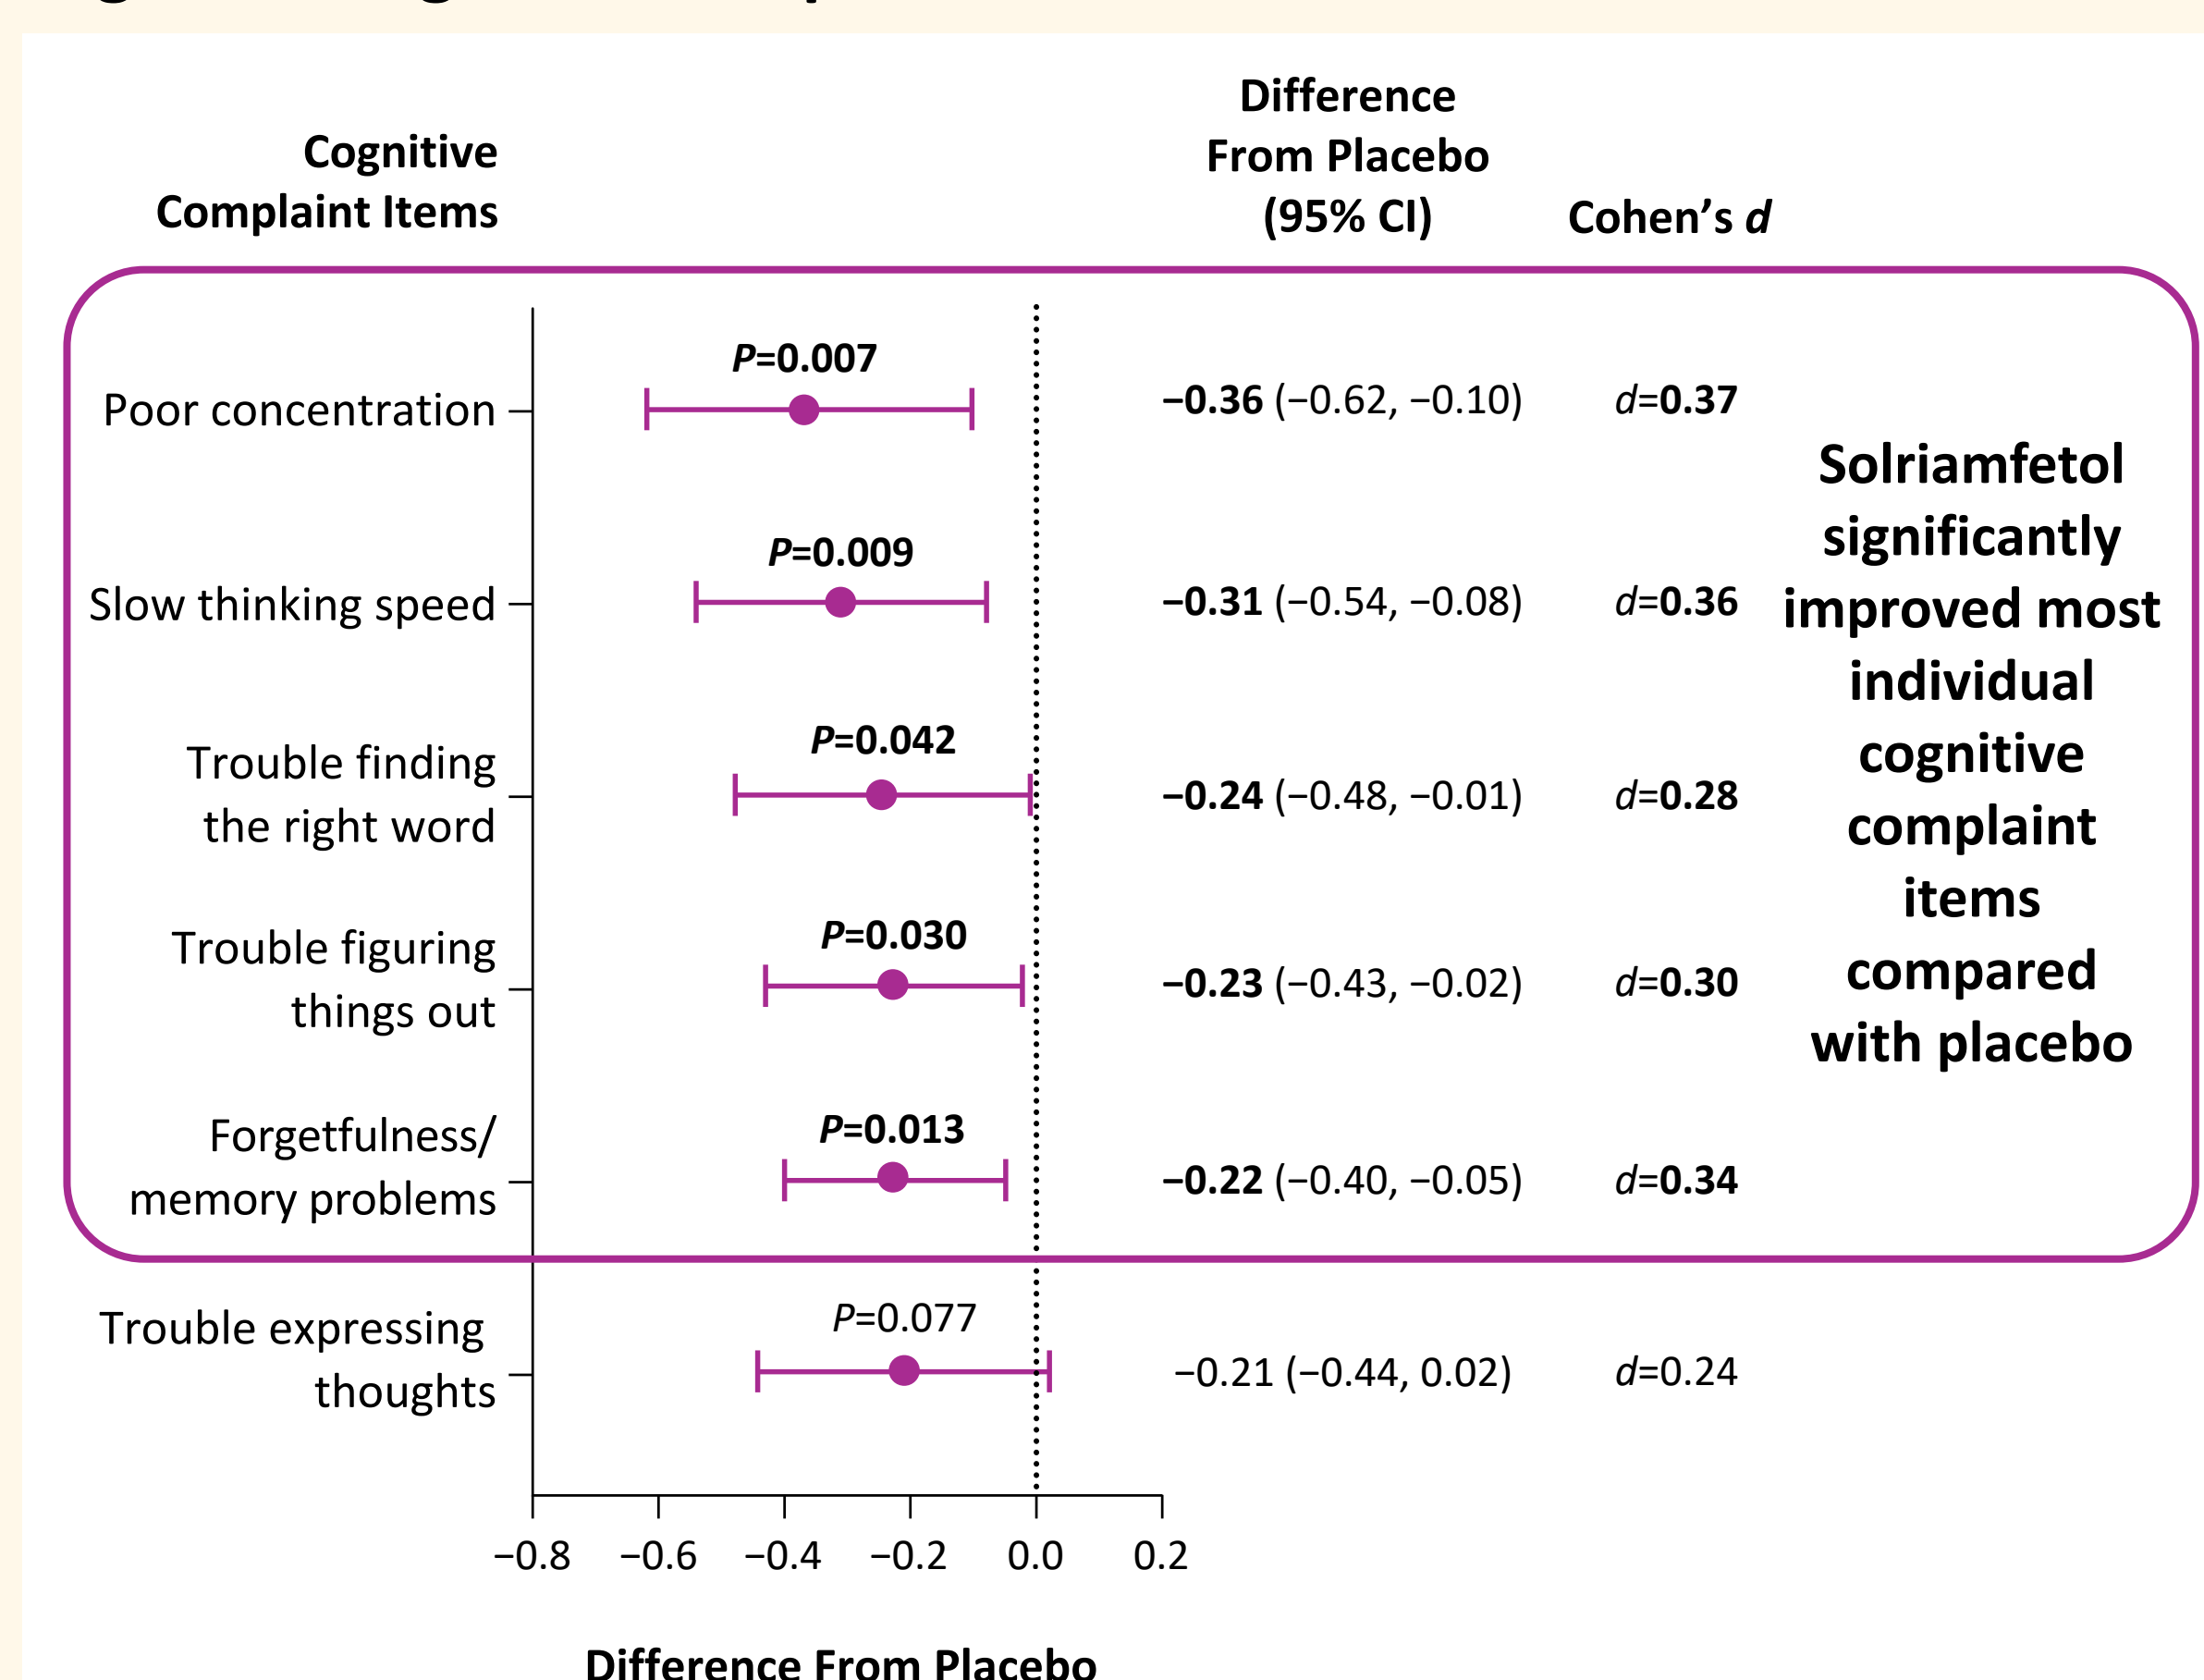 Cognitive
Complaint Items
Difference
From Placebo
(95% CI)
Cohen’s d
Poor concentration
P=0.007
−0.36 (−0.62, −0.10)
d=0.37
Slow thinking speed
P=0.009
−0.31 (−0.54, −0.08)
d=0.36
Trouble finding
the right word
P=0.042
−0.24 (−0.48, −0.01)
d=0.28
Trouble figuring
things out
P=0.030
−0.23 (−0.43, −0.02)
d=0.30
Forgetfulness/
memory problems
P=0.013
−0.22 (−0.40, −0.05)
d=0.34
Solriamfetol
significantly
improved most
individual
cognitive
complaint
items
compared
with placebo
Trouble expressing
thoughts
P=0.077
−0.21 (−0.44, 0.02)
d=0.24
−0.8 −0.6 −0.4 −0.2 0.0 0.2
Difference From Placebo